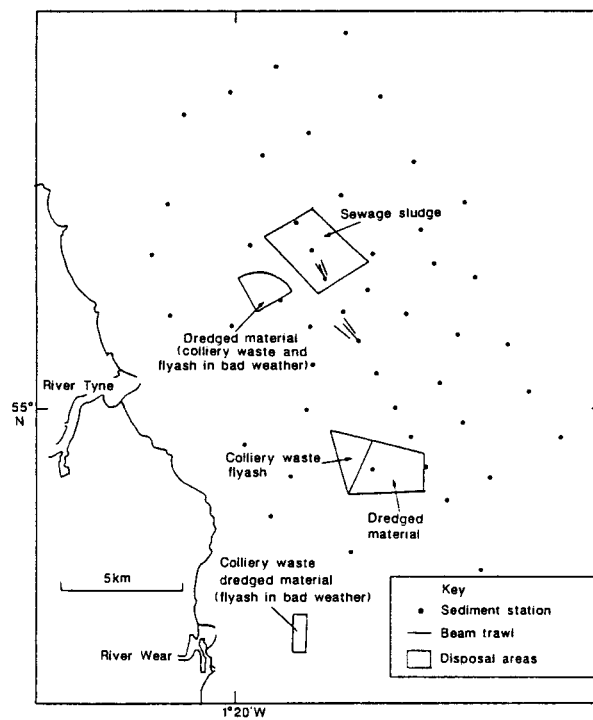 Sewage sludge
Dredged material
(colliery waste and
flyash in bad weather)
River Tyne
55°
N
Colliery waste
flyash
Dredged
material
Colliery waste
dredged material
(flyash in bad weather)
5km
River Wear
Key
Sediment station
Beam trawl
Disposal areas
1°20'W